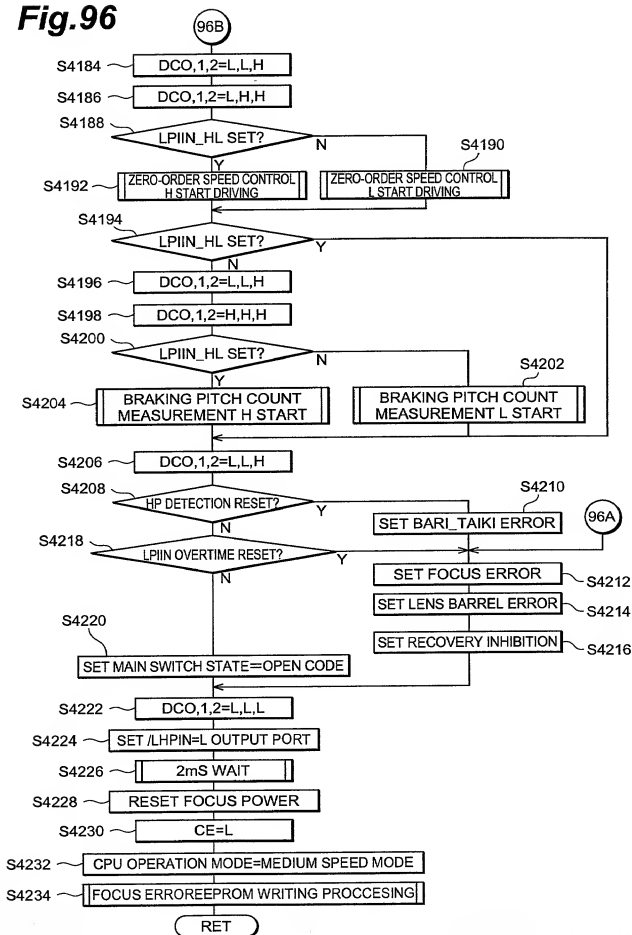 Fig.96
96B
S4184
DCO,1,2=L,L,H
S4186
DCO,1,2=L,H,H
S4188
LPIIN_HL SET?
N
Y
S4190
S4192
ZERO-ORDER SPEED CONTROL
H START DRIVING
ZERO-ORDER SPEED CONTROL
L START DRIVING
S4194
LPIIN_HL SET?
Y
N
S4196
DCO,1,2=L,L,H
S4198
DCO,1,2=H,H,H
S4200
LPIIN_HL SET?
N
Y
S4202
S4204
BRAKING PITCH COUNT
MEASUREMENT H START
BRAKING PITCH COUNT
MEASUREMENT L START
S4206
DCO,1,2=L,L,H
S4208
HP DETECTION RESET?
Y
N
S4210
SET BARI_TAIKI ERROR
96A
S4218
LPIIN OVERTIME RESET?
Y
N
SET FOCUS ERROR
S4212
SET LENS BARREL ERROR
S4214
SET RECOVERY INHIBITION
S4216
S4220
SET MAIN SWITCH STATE=OPEN CODE
S4222
DCO,1,2=L,L,L
S4224
SET /LHPIN=L OUTPUT PORT
S4226
2mS WAIT
S4228
RESET FOCUS POWER
S4230
CE=L
S4232
CPU OPERATION MODE=MEDIUM SPEED MODE
S4234
FOCUS ERROREEPROM WRITING PROCCESING
RET